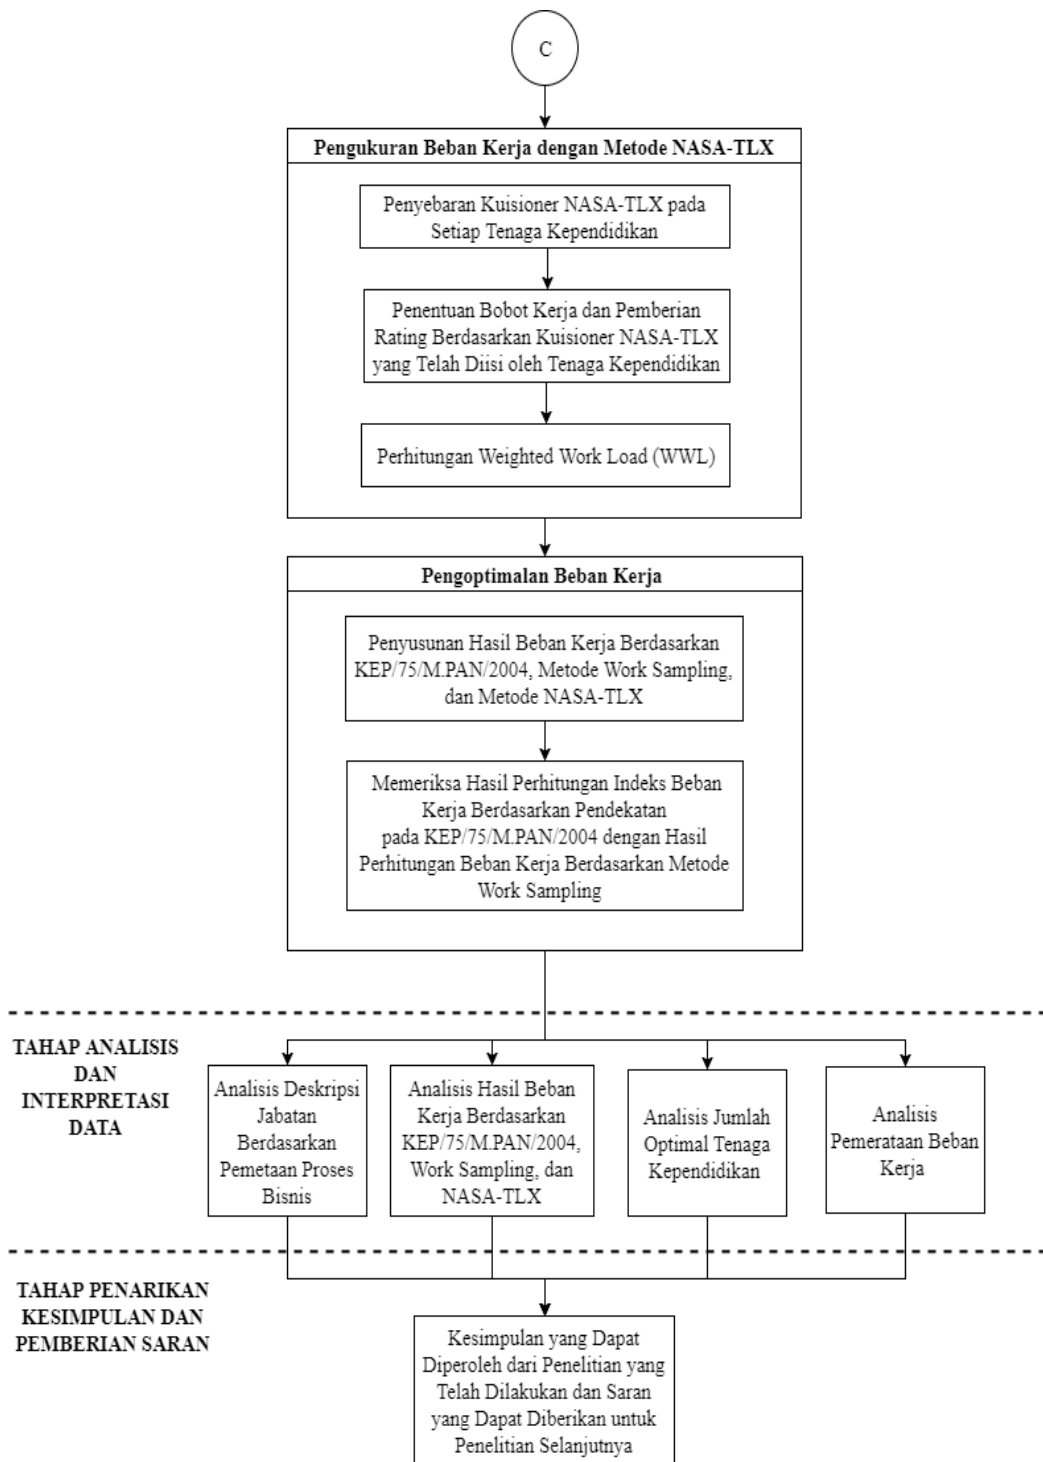 C
Pengukuran Beban Kerja dengan Metode NASA-TLX
Penyebaran Kuisioner NASA-TLX pada
Setiap Tenaga Kependidikan
Penentuan Bobot Kerja dan Pemberian
Rating Berdasarkan Kuisioner NASA-TLX
yang Telah Diisi oleh Tenaga Kependidikan
Perhitungan Weighted Work Load (WWL)
Pengoptimalan Beban Kerja
Penyusunan Hasil Beban Kerja Berdasarkan
KEP/75/M.PAN/2004, Metode Work Sampling,
dan Metode NASA-TLX
Memeriksa Hasil Perhitungan Indeks Beban
Kerja Berdasarkan Pendekatan
pada KEP/75/M.PAN/2004 dengan Hasil
Perhitungan Beban Kerja Berdasarkan Metode
Work Sampling
TAHAP ANALISIS
DAN
INTERPRETASI
DATA
Analisis Deskripsi
Jabatan
Berdasarkan
Pemetaan Proses
Bisnis
Analisis Hasil Beban
Kerja Berdasarkan
KEP/75/M.PAN/2004,
Work Sampling, dan
NASA-TLX
Analisis Jumlah
Optimal Tenaga
Kependidikan
Analisis
Pemerataan Beban
Kerja
TAHAP PENARIKAN
KESIMPULAN DAN
PEMBERIAN SARAN
Kesimpulan yang Dapat
Diperoleh dari Penelitian yang
Telah Dilakukan dan Saran
yang Dapat Diberikan untuk
Penelitian Selanjutnya